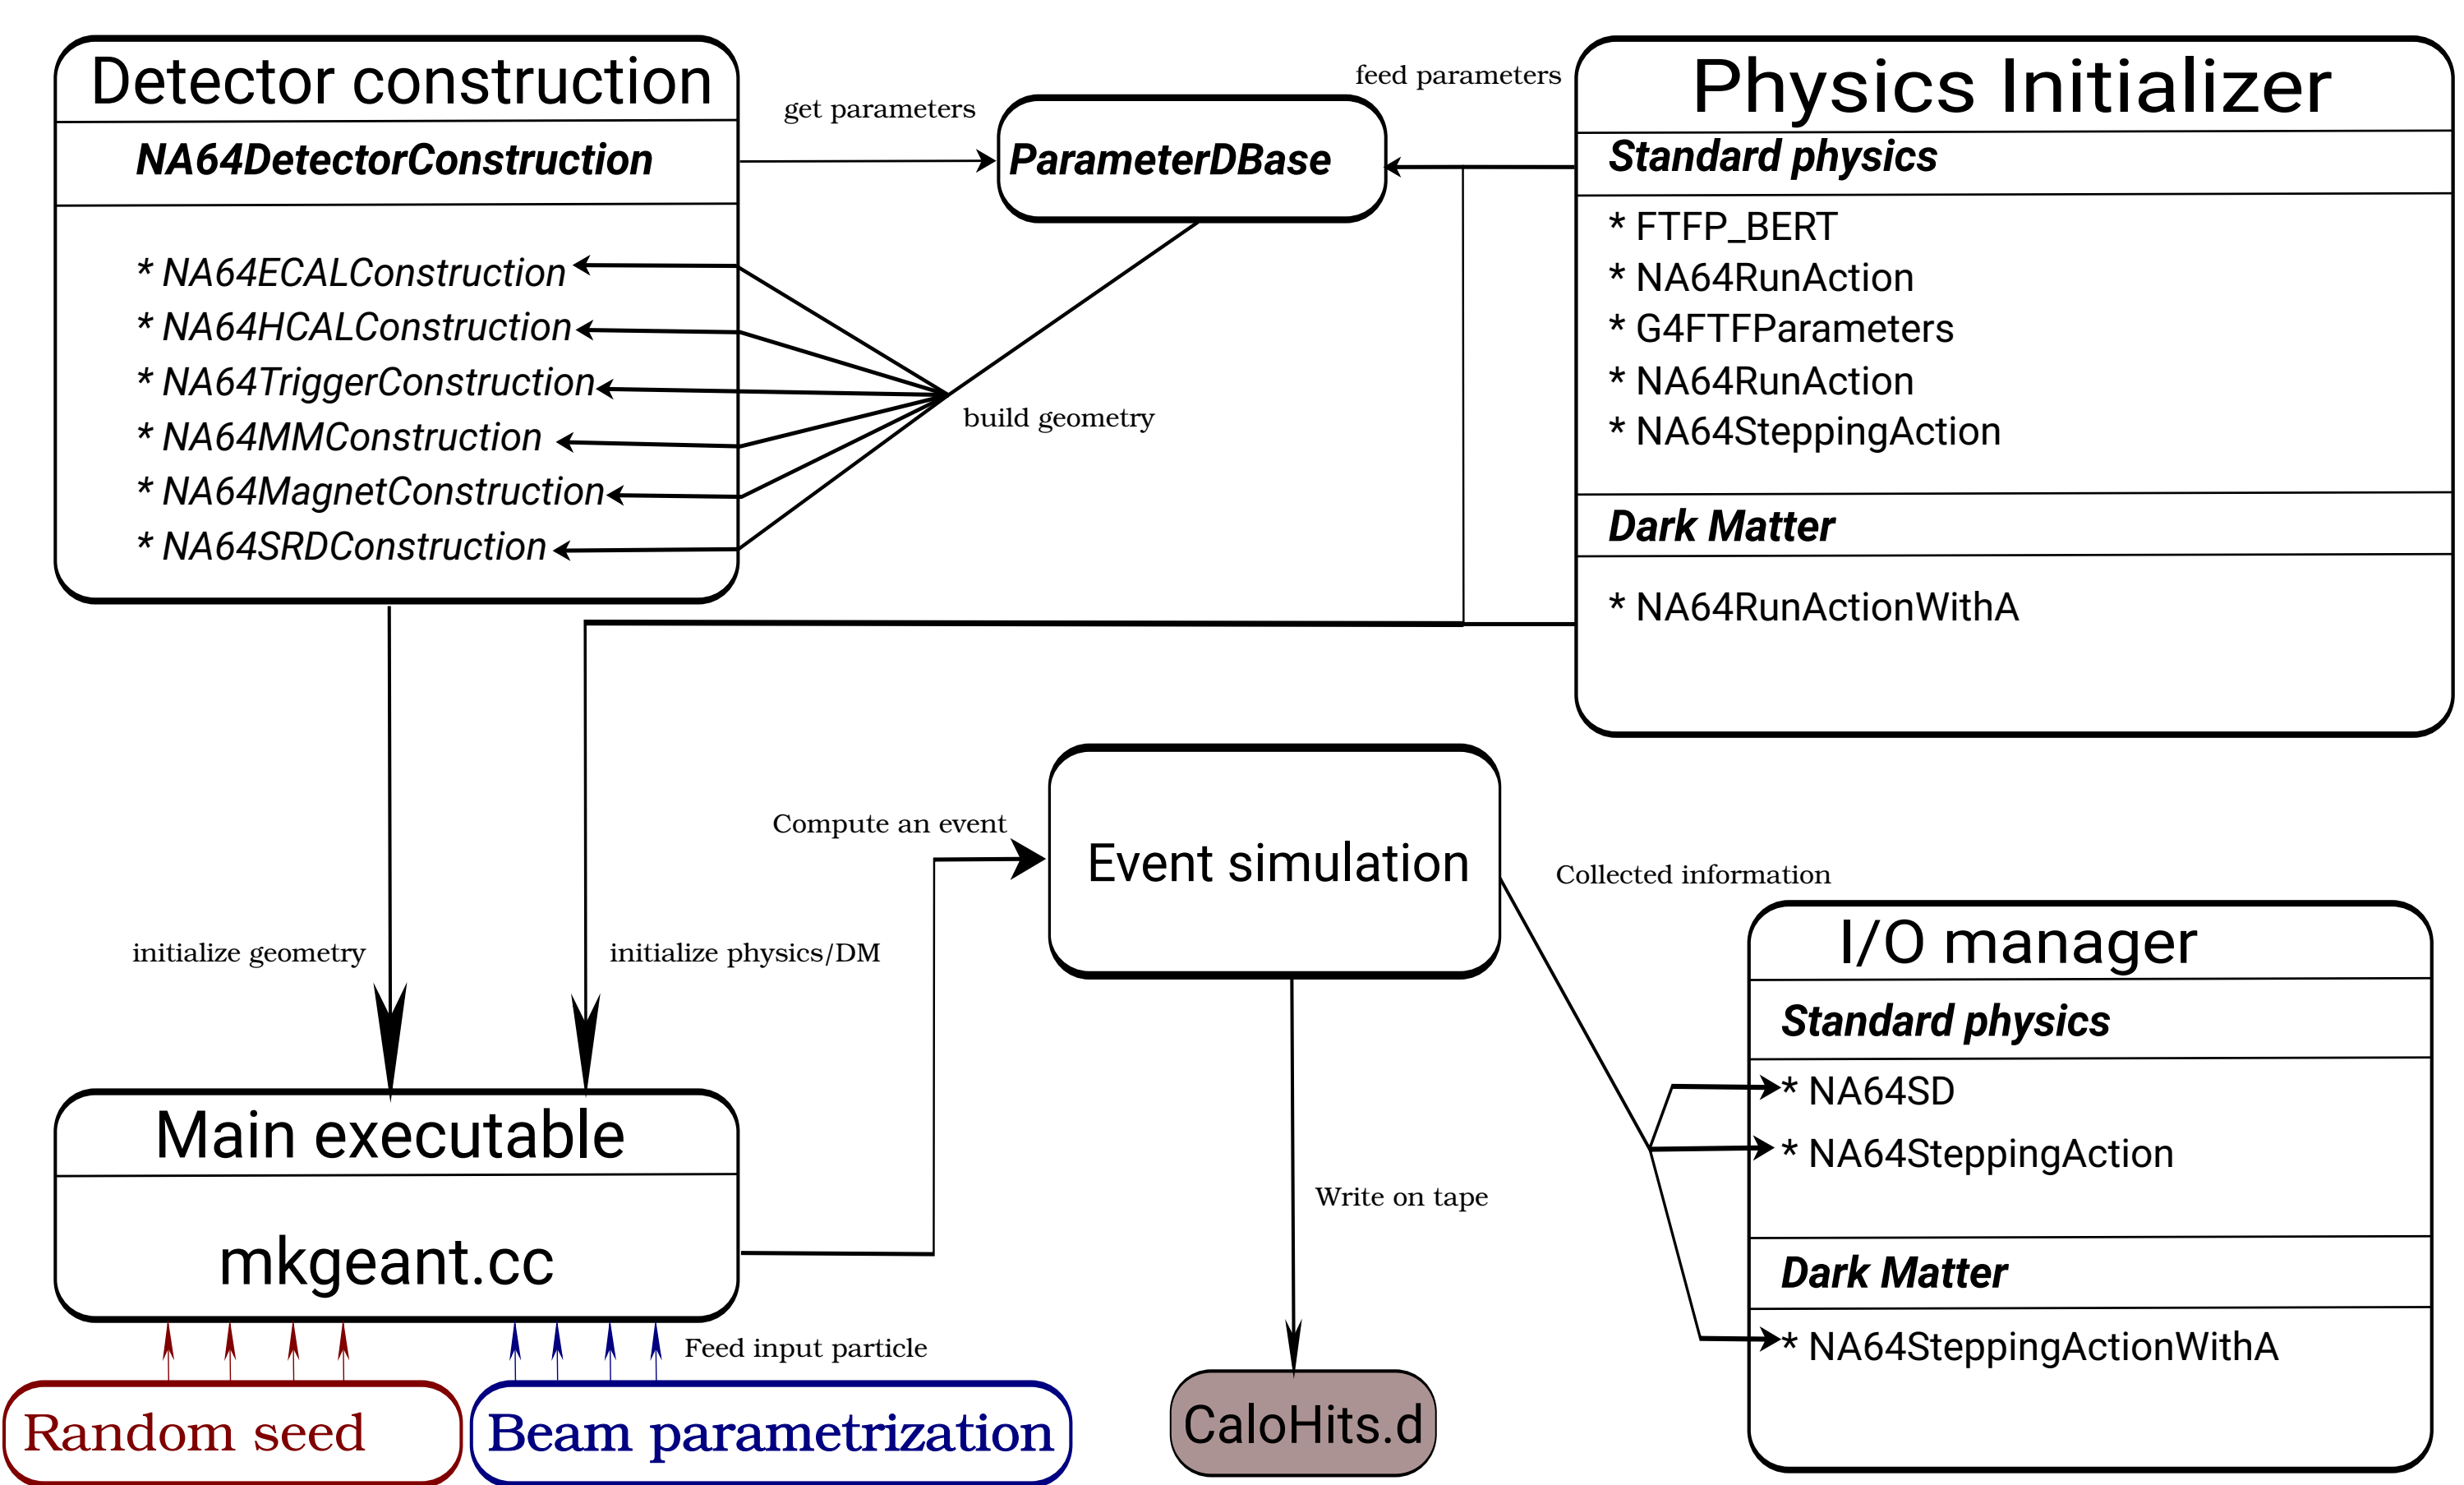 Detector construction
NA64DetectorConstruction
* NA64ECALConstruction
* NA64HCALConstruction
* NA64TriggerConstruction
* NA64MMConstruction
* NA64MagnetConstruction
* NA64SRDConstruction
get parameters
ParameterDBase
feed parameters
build geometry
Physics Initializer
Standard physics
* FTFP_BERT
* NA64RunAction
* G4FTFParameters
* NA64RunAction
* NA64SteppingAction
Dark Matter
* NA64RunActionWithA
initialize geometry
initialize physics/DM
Compute an event
Event simulation
Collected information
I/O manager
Standard physics
* NA64SD
* NA64SteppingAction
Dark Matter
* NA64SteppingActionWithA
Main executable
mkgeant.cc
Write on tape
Feed input particle
Random seed
Beam parametrization
CaloHits.d